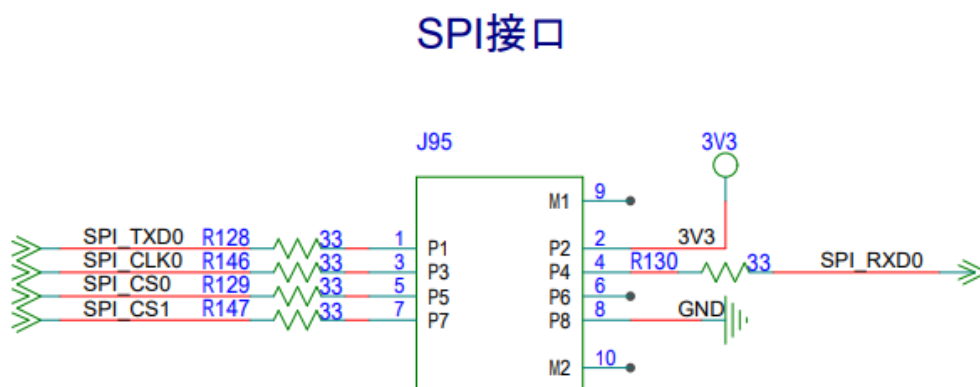 SPI接口
J95
3V3
M1 9
SPI_TXD0 R128 33 1 P1 P2 2 3V3
SPI_CLK0 R146 33 3 P3 P4 4 R130 33 SPI_RXD0
SPI_CS0 R129 33 5 P5 P6 6
SPI_CS1 R147 33 7 P7 P8 8 GND
M2 10